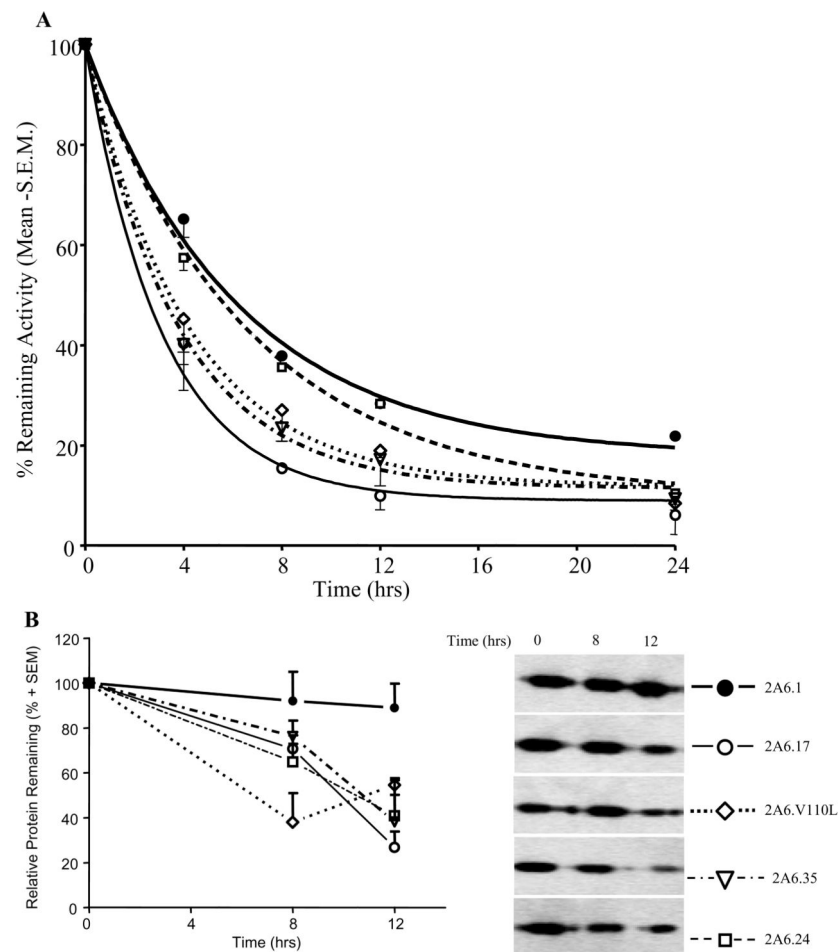 A
% Remaining Activity (Mean -S.E.M.)
100
80
60
40
20
0
0 4 8 12 16 20 24
Time (hrs)
B
Relative Protein Remaining (% + SEM)
120
100
80
60
40
20
0
0 4 8 12
Time (hrs)
Time (hrs) 0 8 12
2A6.1
2A6.17
2A6.V110L
2A6.35
2A6.24